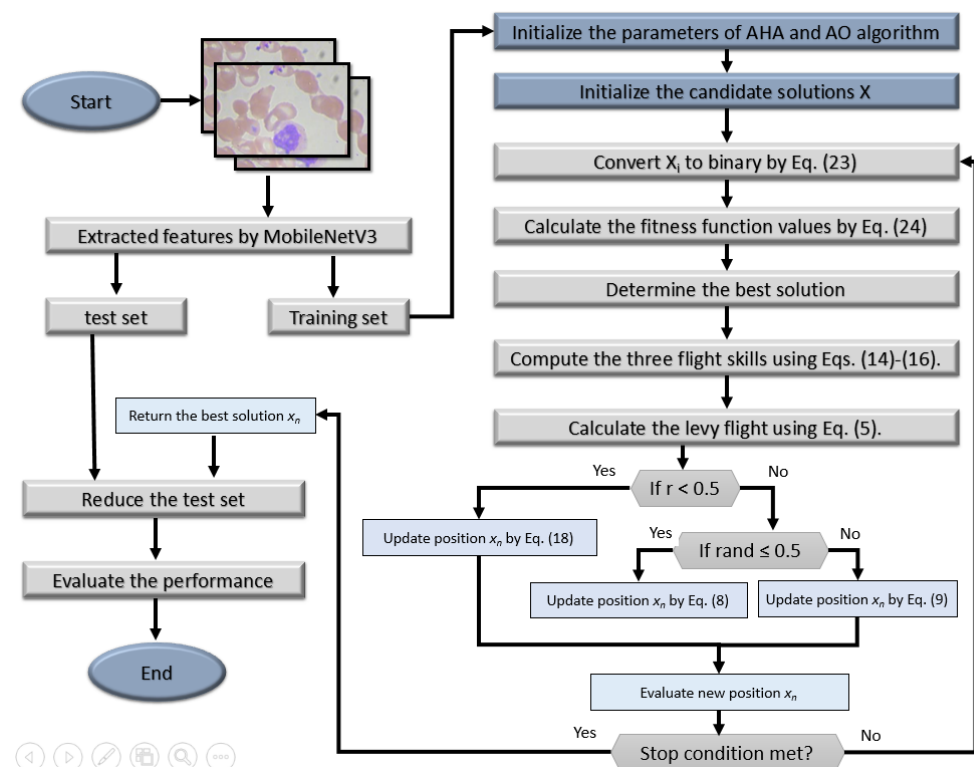 Start
Extracted features by MobileNetV3
test set
Training set
Return the best solution xₙ
Reduce the test set
Evaluate the performance
End
Initialize the parameters of AHA and AO algorithm
Initialize the candidate solutions X
Convert Xᵢ to binary by Eq. (23)
Calculate the fitness function values by Eq. (24)
Determine the best solution
Compute the three flight skills using Eqs. (14)-(16).
Calculate the levy flight using Eq. (5).
Yes
If r < 0.5
No
Update position xₙ by Eq. (18)
Yes
If rand ≤ 0.5
No
Update position xₙ by Eq. (8)
Update position xₙ by Eq. (9)
Evaluate new position xₙ
Yes
Stop condition met?
No